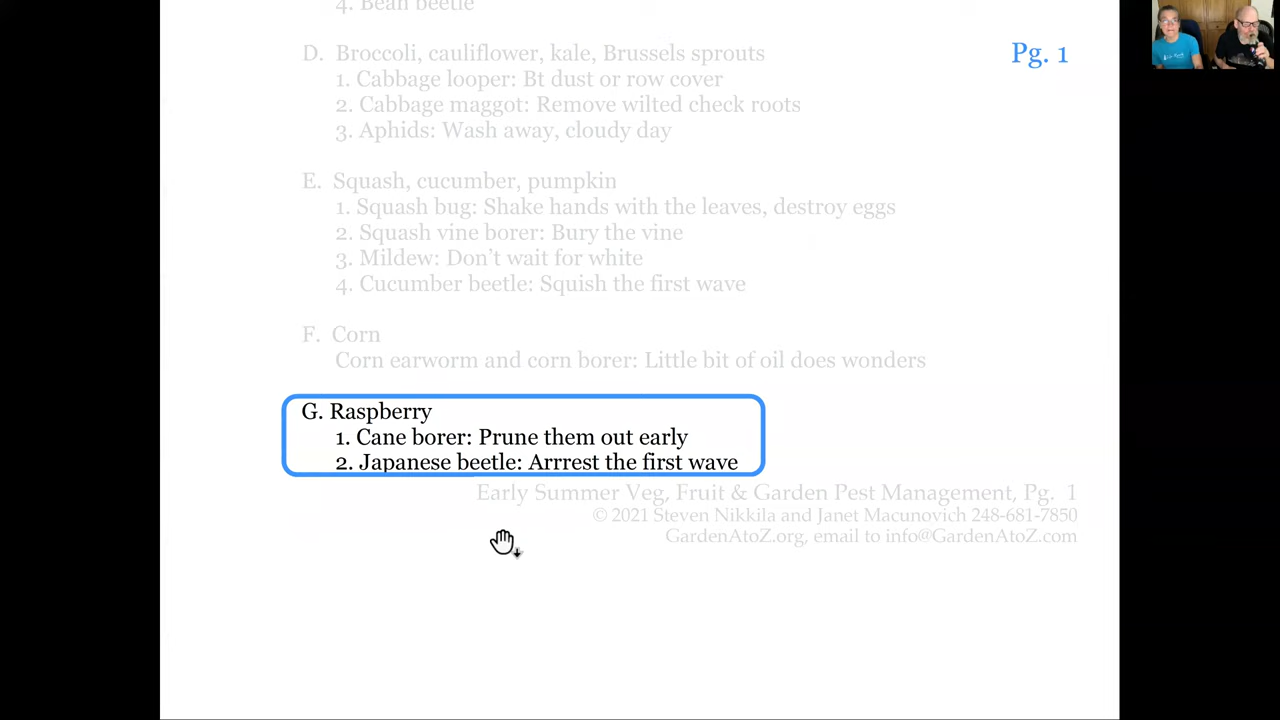 4. Bean beetle
D. Broccoli, cauliflower, kale, Brussels sprouts
Pg. 1
1. Cabbage looper: Bt dust or row cover
2. Cabbage maggot: Remove wilted check roots
3. Aphids: Wash away, cloudy day
E. Squash, cucumber, pumpkin
1. Squash bug: Shake hands with the leaves, destroy eggs
2. Squash vine borer: Bury the vine
3. Mildew: Don’t wait for white
4. Cucumber beetle: Squish the first wave
F. Corn
Corn earworm and corn borer: Little bit of oil does wonders
G. Raspberry
1. Cane borer: Prune them out early
2. Japanese beetle: Arrrest the first wave
Early Summer Veg, Fruit & Garden Pest Management, Pg. 1
© 2021 Steven Nikkila and Janet Macunovich 248-681-7850
GardenAtoZ.org, email to info@GardenAtoZ.com